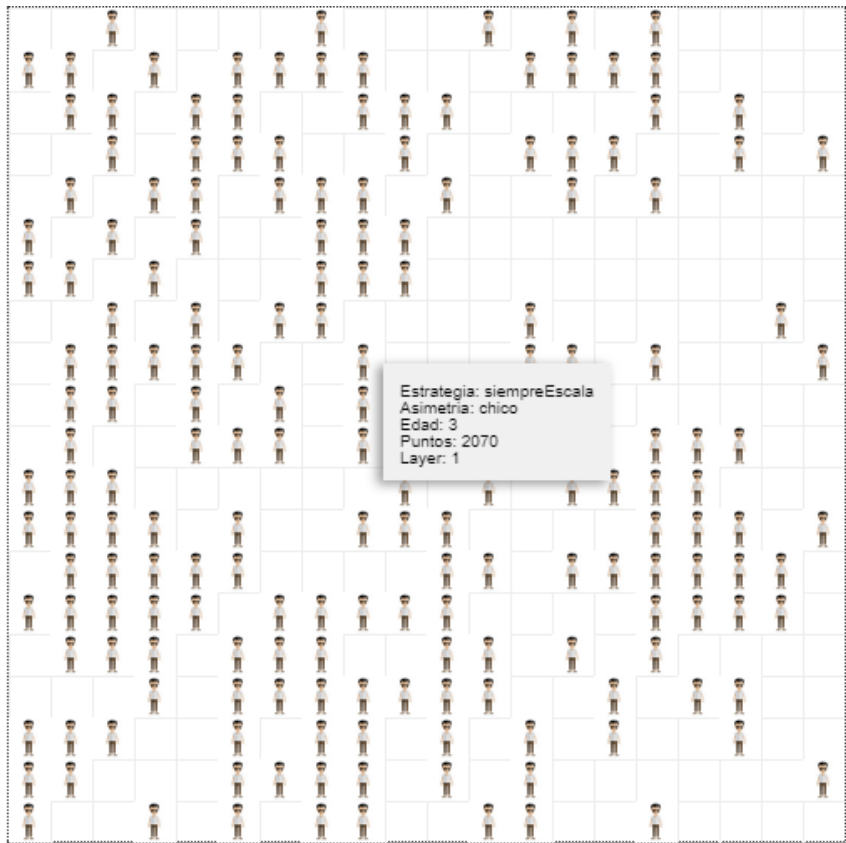 Estrategia: siempreEscala
Asimetria: chico
Edad: 3
Puntos: 2070
Layer: 1